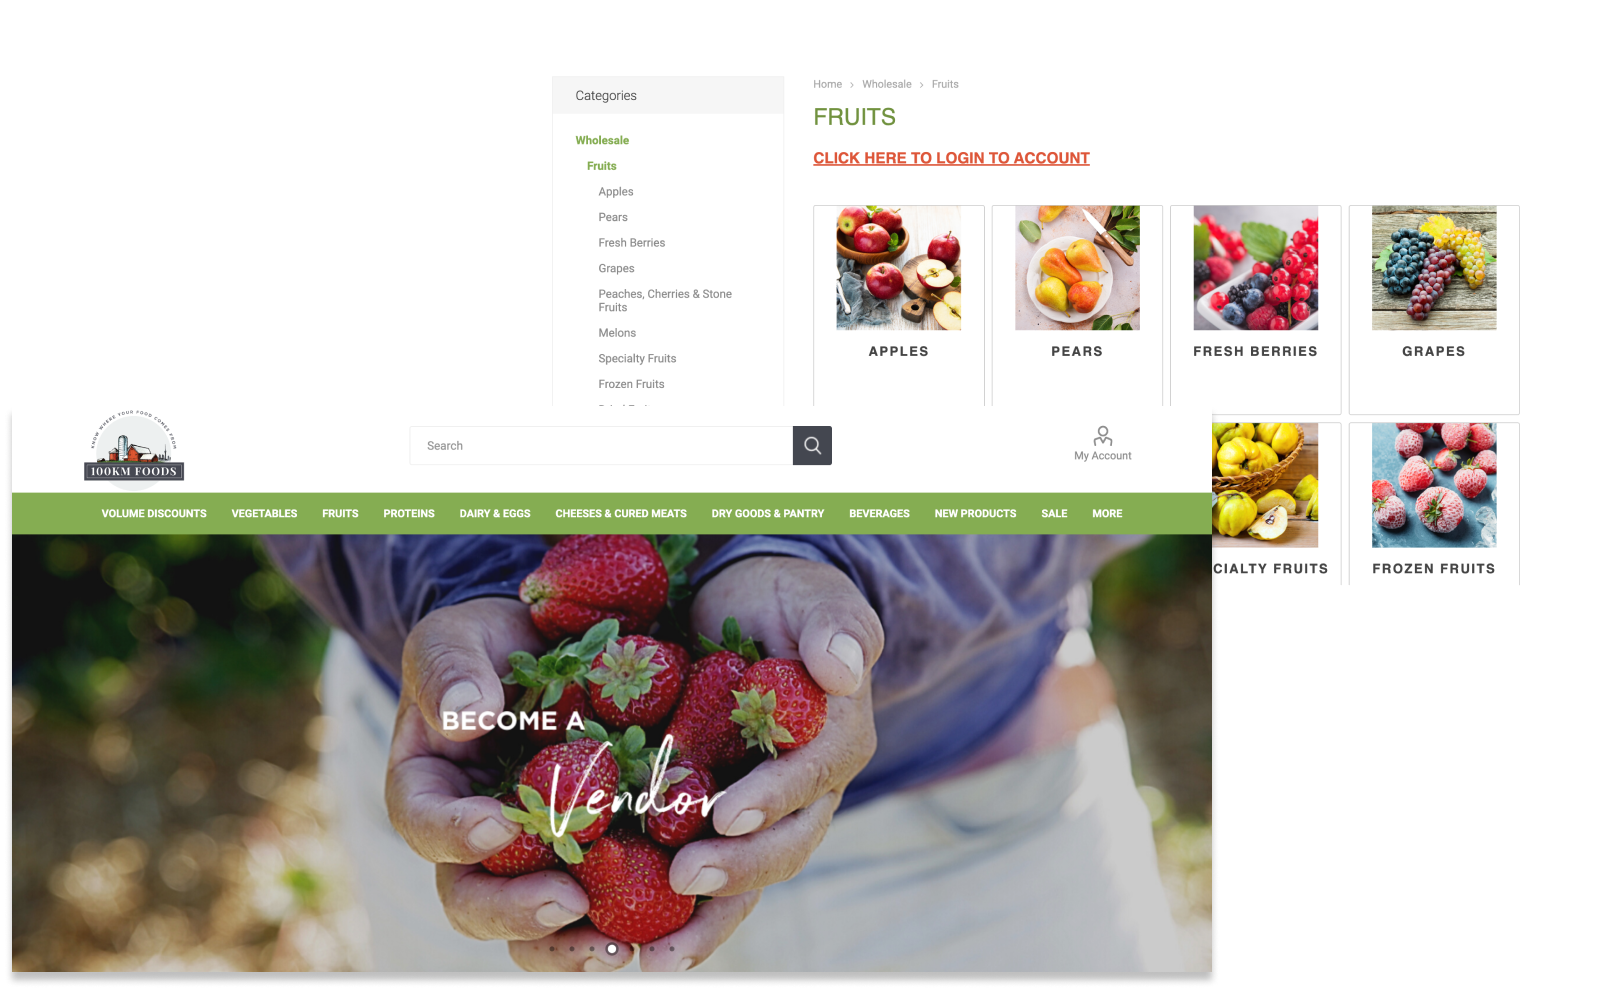 Categories
Wholesale
Fruits
Apples
Pears
Fresh Berries
Grapes
Peaches, Cherries & Stone
Fruits
Melons
Specialty Fruits
Frozen Fruits
Home › Wholesale › Fruits
FRUITS
CLICK HERE TO LOGIN TO ACCOUNT
APPLES
PEARS
FRESH BERRIES
GRAPES
CIALTY FRUITS
FROZEN FRUITS
KNOW WHERE YOUR FOOD COMES FROM
100KM FOODS
Search
My Account
VOLUME DISCOUNTS
VEGETABLES
FRUITS
PROTEINS
DAIRY & EGGS
CHEESES & CURED MEATS
DRY GOODS & PANTRY
BEVERAGES
NEW PRODUCTS
SALE
MORE
BECOME A
Vendor